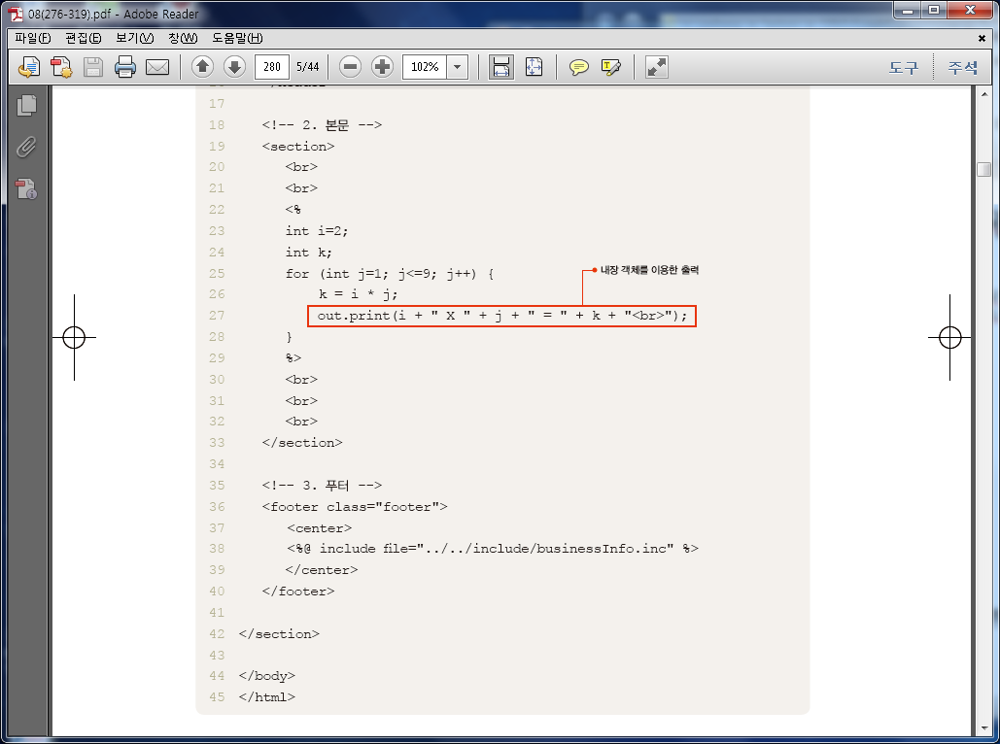 08(276-319).pdf - Adobe Reader
파일(F) 편집(E) 보기(V) 창(W) 도움말(H)
280 5/44 102% 도구 주석
17
18 <!-- 2. 본문 -->
19 <section>
20 <br>
21 <br>
22 <%
23 int i=2;
24 int k;
25 for (int j=1; j<=9; j++) {
내장 객체를 이용한 출력
26 k = i * j;
27 out.print(i + " X " + j + " = " + k + "<br>");
28 }
29 %>
30 <br>
31 <br>
32 <br>
33 </section>
34
35 <!-- 3. 푸터 -->
36 <footer class="footer">
37 <center>
38 <%@ include file="../../include/businessInfo.inc" %>
39 </center>
40 </footer>
41
42 </section>
43
44 </body>
45 </html>